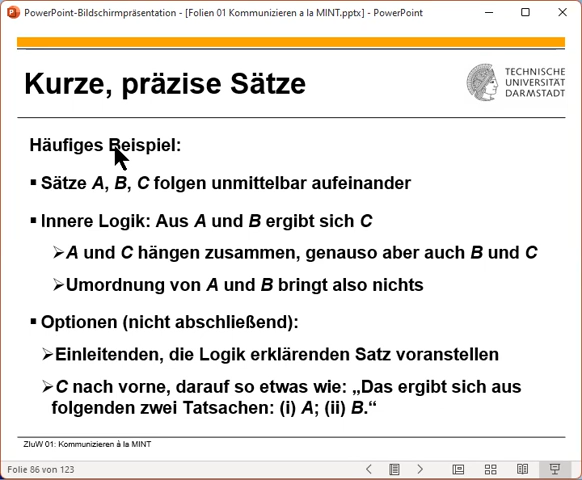 PowerPoint-Bildschirmpräsentation - [Folien 01 Kommunizieren a la MINT.pptx] - PowerPoint
Kurze, präzise Sätze
TECHNISCHE
UNIVERSITÄT
DARMSTADT
Häufiges Beispiel:
▪ Sätze A, B, C folgen unmittelbar aufeinander
▪ Innere Logik: Aus A und B ergibt sich C
➢A und C hängen zusammen, genauso aber auch B und C
➢Umordnung von A und B bringt also nichts
▪ Optionen (nicht abschließend):
➢Einleitenden, die Logik erklärenden Satz voranstellen
➢C nach vorne, darauf so etwas wie: „Das ergibt sich aus
folgenden zwei Tatsachen: (i) A; (ii) B.“
ZIuW 01: Kommunizieren à la MINT
Folie 86 von 123